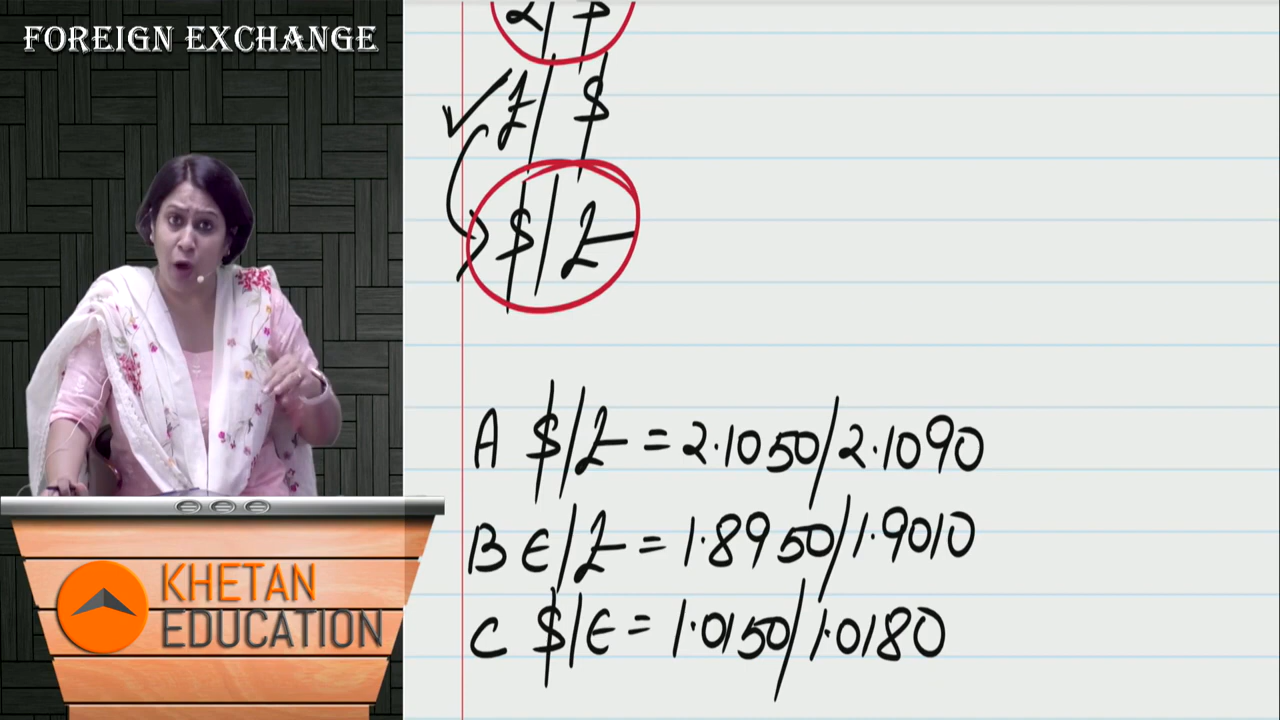 FOREIGN EXCHANGE
£/$
$/£
A $/£ = 2.1050/2.1090
B €/£ = 1.8950/1.9010
C $/€ = 1.0150/1.0180
KHETAN
EDUCATION